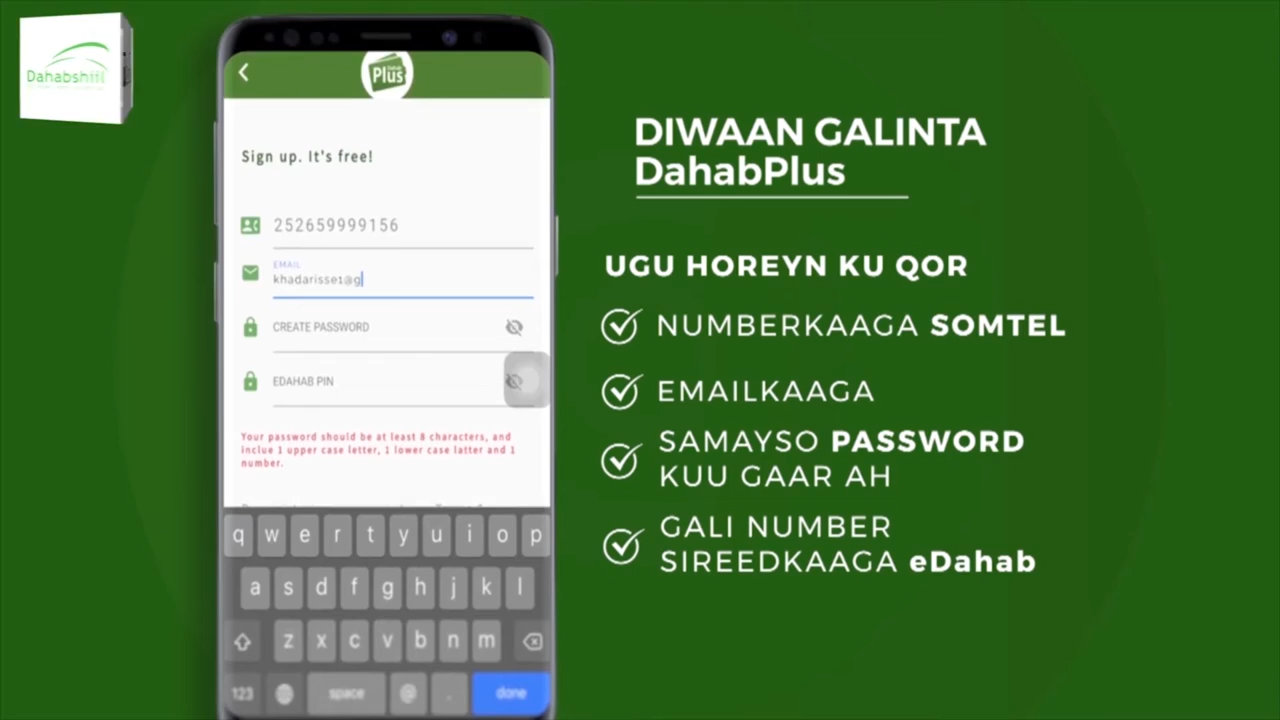 Dahabshiil
Dahab
Plus
Sign up. It's free!
252659999156
EMAIL
khadarisse1@g
CREATE PASSWORD
EDAHAB PIN
Your password should be at least 8 characters, and
inclue 1 upper case letter, 1 lower case latter and 1
number.
q w e r t y u i o p
a s d f g h j k l
z x c v b n m
123 space @ . done
DIWAAN GALINTA
DahabPlus
UGU HOREYN KU QOR
NUMBERKAAGA SOMTEL
EMAILKAAGA
SAMAYSO PASSWORD
KUU GAAR AH
GALI NUMBER
SIREEDKAAGA eDahab